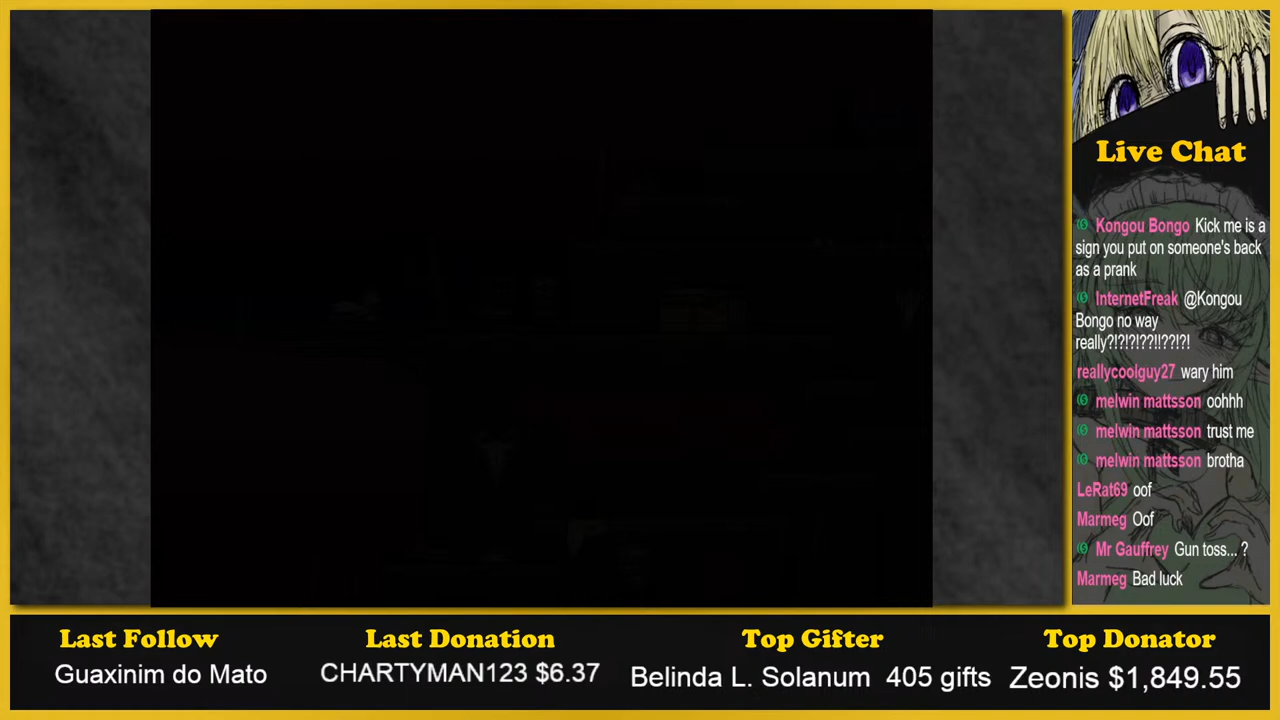 Live Chat
Kongou Bongo Kick me is a
sign you put on someone's back
as a prank
InternetFreak @Kongou
Bongo no way
really?!?!?!??!!??!?!
reallycoolguy27 wary him
melwin mattsson oohhh
melwin mattsson trust me
melwin mattsson brotha
LeRat69 oof
Marmeg Oof
Mr Gauffrey Gun toss... ?
Marmeg Bad luck
Last Follow
Guaxinim do Mato
Last Donation
CHARTYMAN123 $6.37
Top Gifter
Belinda L. Solanum 405 gifts
Top Donator
Zeonis $1,849.55